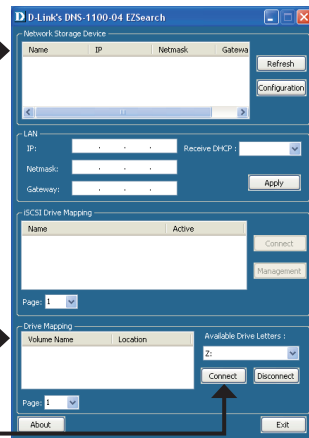 D-Link's DNS-1100-04 EZSearch
Network Storage Device
Name IP Netmask Gatewa
Refresh
Configuration
LAN
IP: . . . Receive DHCP :
Netmask: . . .
Gateway: . . .
Apply
iSCSI Drive Mapping
Name Active
Connect
Management
Page: 1
Drive Mapping
Volume Name Location
Available Drive Letters :
Z:
Connect Disconnect
Page: 1
About Exit